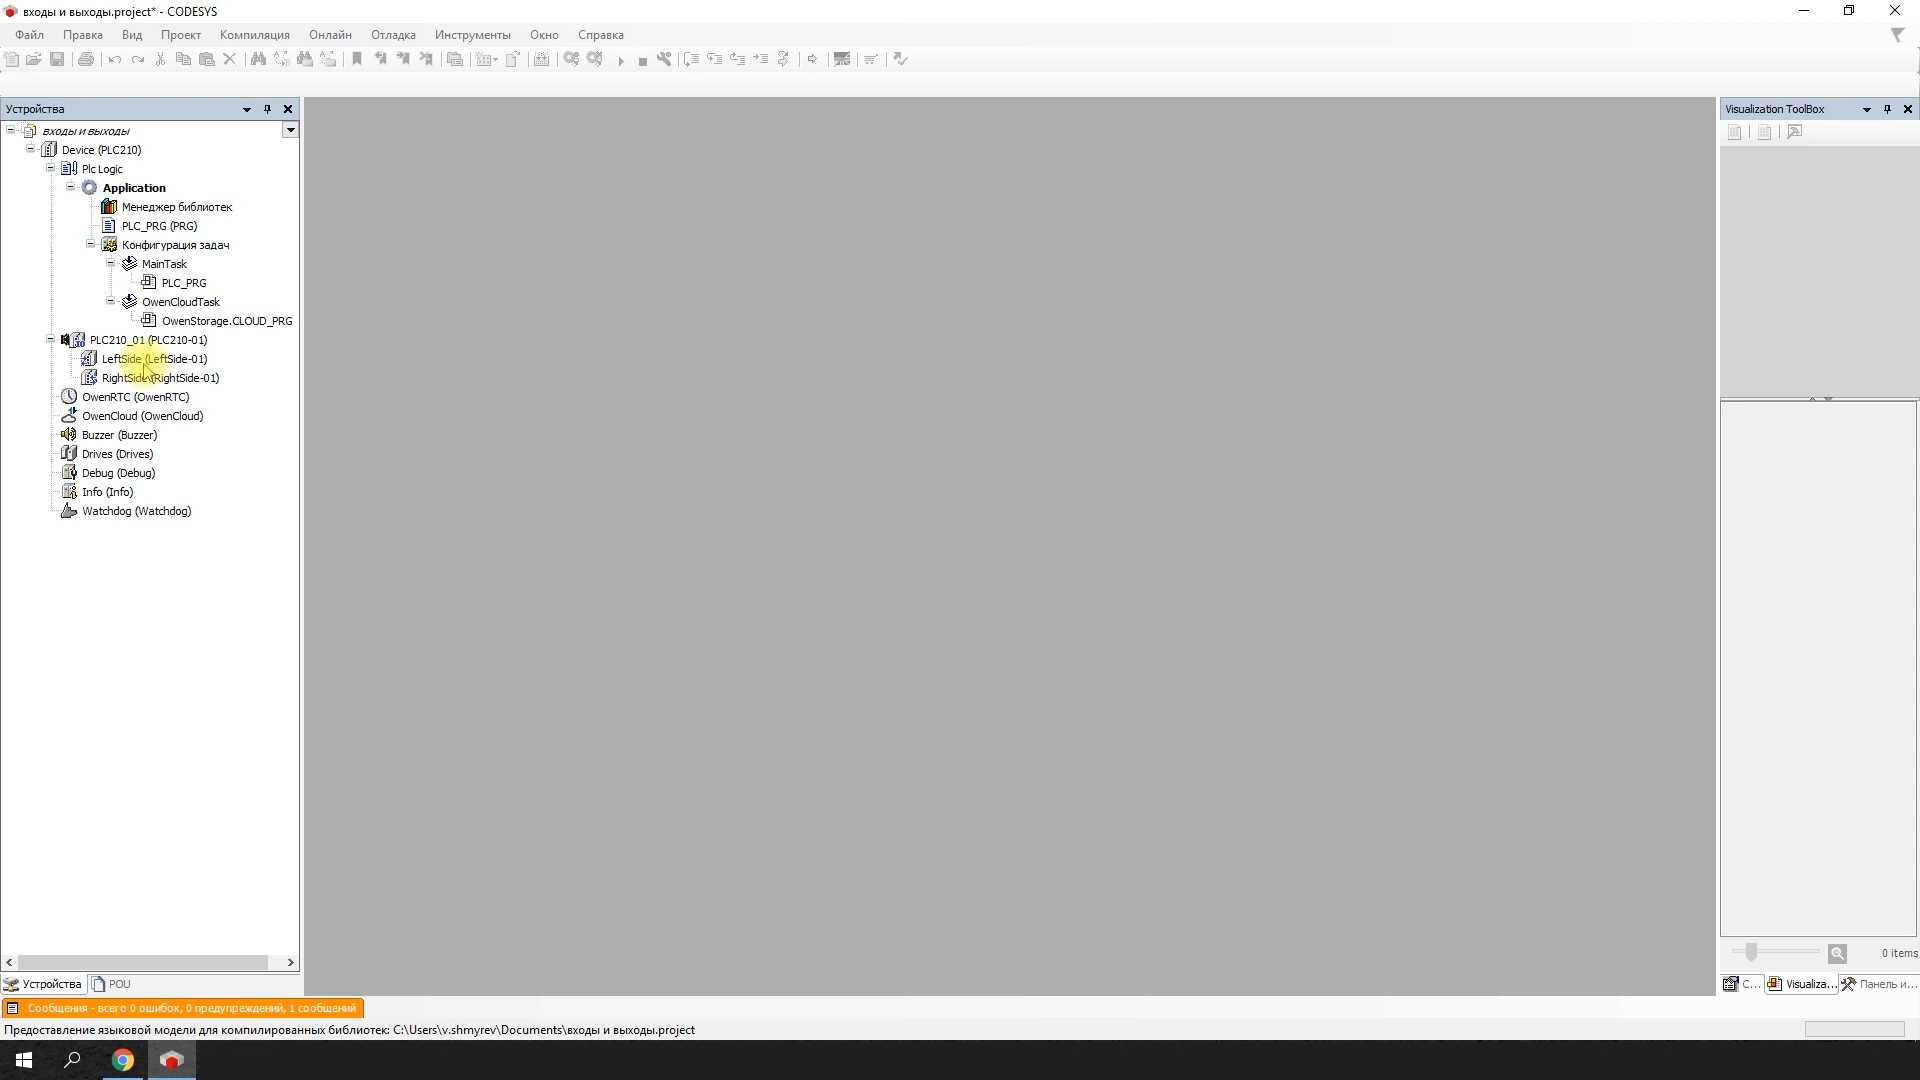 входы и выходы.project* - CODESYS
Файл Правка Вид Проект Компиляция Онлайн Отладка Инструменты Окно Справка
Устройства
входы и выходы
Device (PLC210)
Plc Logic
Application
Менеджер библиотек
PLC_PRG (PRG)
Конфигурация задач
MainTask
PLC_PRG
OwenCloudTask
OwenStorage.CLOUD_PRG
PLC210_01 (PLC210-01)
LeftSide (LeftSide-01)
RightSide (RightSide-01)
OwenRTC (OwenRTC)
OwenCloud (OwenCloud)
Buzzer (Buzzer)
Drives (Drives)
Debug (Debug)
Info (Info)
Watchdog (Watchdog)
Устройства POU
Visualization ToolBox
0 items
С... Visualiza... Панель и...
Сообщения - всего 0 ошибок, 0 предупреждений, 1 сообщений
Предоставление языковой модели для компилированных библиотек: C:\Users\v.shmyrev\Documents\входы и выходы.project